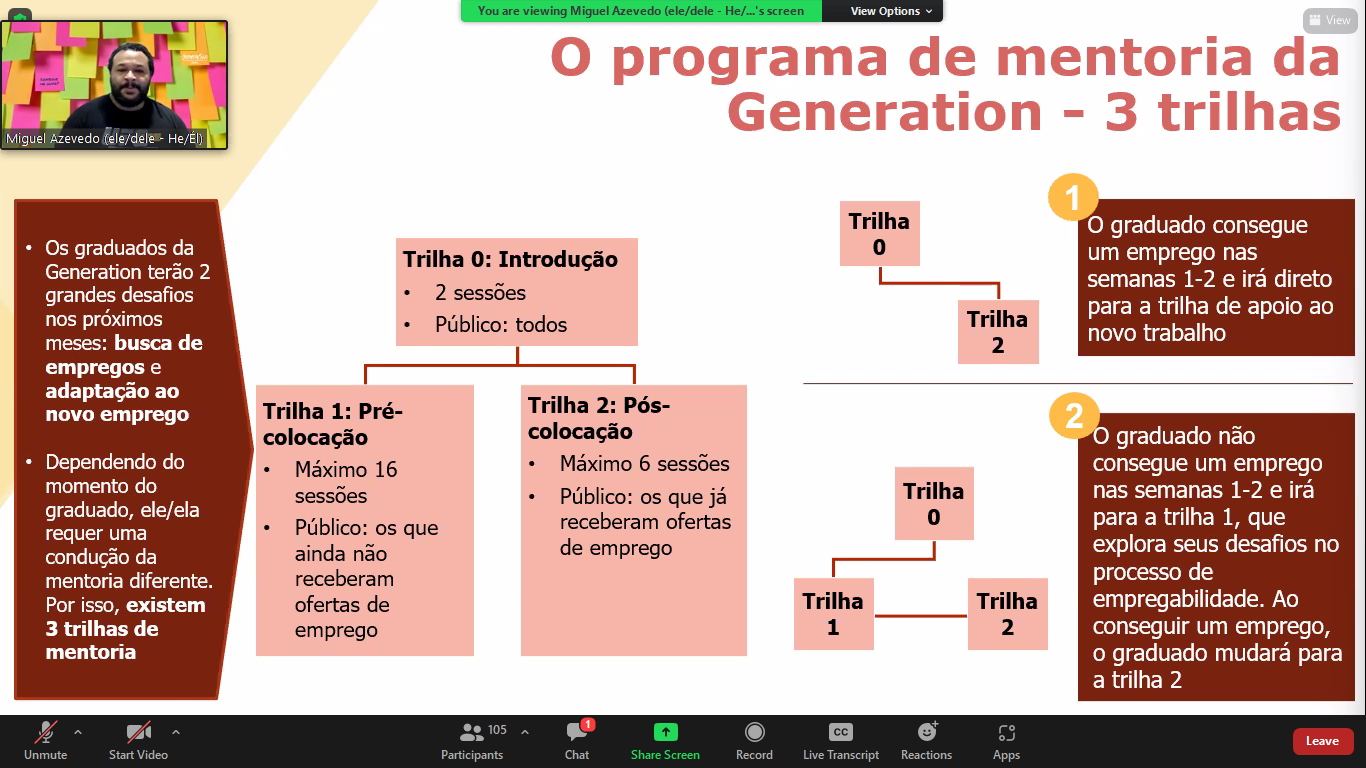 You are viewing Miguel Azevedo (ele/dele - He/...'s screen
View Options
View
Miguel Azevedo (ele/dele - He/Él)
O programa de mentoria da
Generation - 3 trilhas
• Os graduados da
Generation terão 2
grandes desafios
nos próximos
meses: busca de
empregos e
adaptação ao
novo emprego
• Dependendo do
momento do
graduado, ele/ela
requer uma
condução da
mentoria diferente.
Por isso, existem
3 trilhas de
mentoria
Trilha 0: Introdução
• 2 sessões
• Público: todos
Trilha 1: Pré-
colocação
• Máximo 16
sessões
• Público: os que
ainda não
receberam
ofertas de
emprego
Trilha 2: Pós-
colocação
• Máximo 6 sessões
• Público: os que já
receberam ofertas
de emprego
Trilha
0
Trilha
2
1
O graduado consegue
um emprego nas
semanas 1-2 e irá direto
para a trilha de apoio ao
novo trabalho
Trilha
0
Trilha
1
Trilha
2
2
O graduado não
consegue um emprego
nas semanas 1-2 e irá
para a trilha 1, que
explora seus desafios no
processo de
empregabilidade. Ao
conseguir um emprego,
o graduado mudará para
a trilha 2
Unmute
Start Video
105
Participants
1
Chat
Share Screen
Record
CC
Live Transcript
Reactions
Apps
Leave